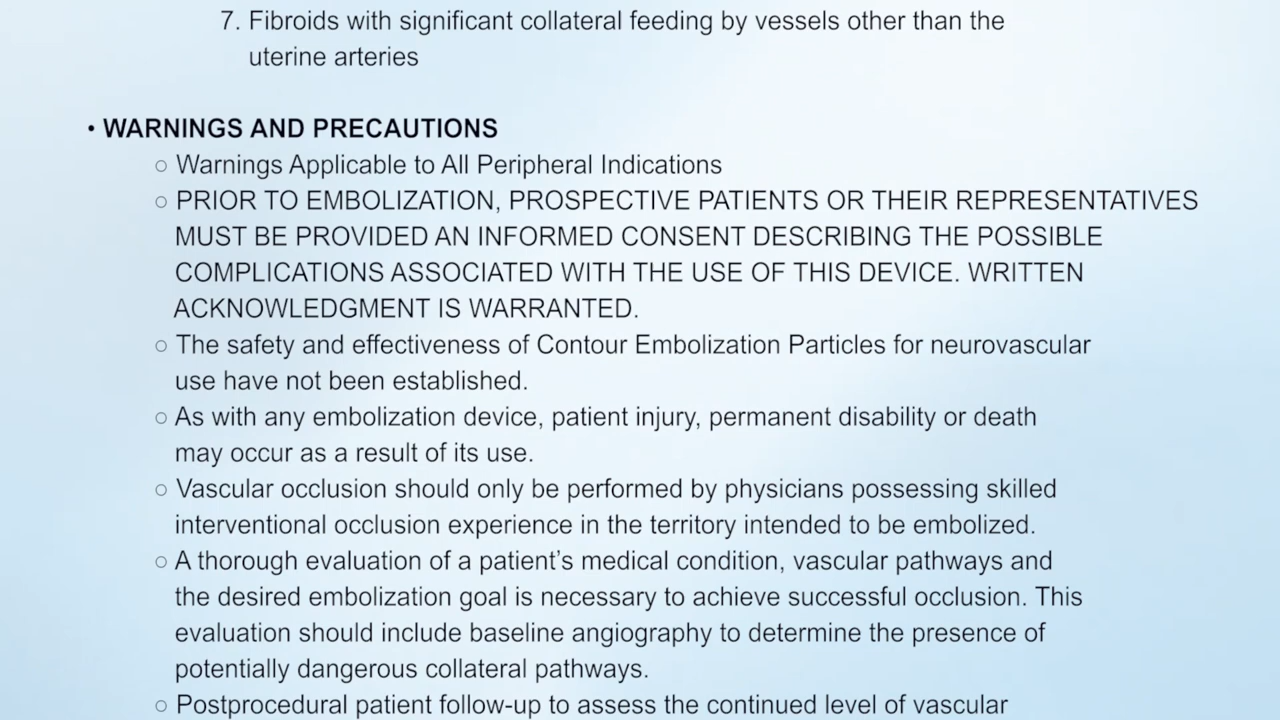 7. Fibroids with significant collateral feeding by vessels other than the
uterine arteries
• WARNINGS AND PRECAUTIONS
○ Warnings Applicable to All Peripheral Indications
○ PRIOR TO EMBOLIZATION, PROSPECTIVE PATIENTS OR THEIR REPRESENTATIVES
MUST BE PROVIDED AN INFORMED CONSENT DESCRIBING THE POSSIBLE
COMPLICATIONS ASSOCIATED WITH THE USE OF THIS DEVICE. WRITTEN
ACKNOWLEDGMENT IS WARRANTED.
○ The safety and effectiveness of Contour Embolization Particles for neurovascular
use have not been established.
○ As with any embolization device, patient injury, permanent disability or death
may occur as a result of its use.
○ Vascular occlusion should only be performed by physicians possessing skilled
interventional occlusion experience in the territory intended to be embolized.
○ A thorough evaluation of a patient’s medical condition, vascular pathways and
the desired embolization goal is necessary to achieve successful occlusion. This
evaluation should include baseline angiography to determine the presence of
potentially dangerous collateral pathways.
○ Postprocedural patient follow-up to assess the continued level of vascular